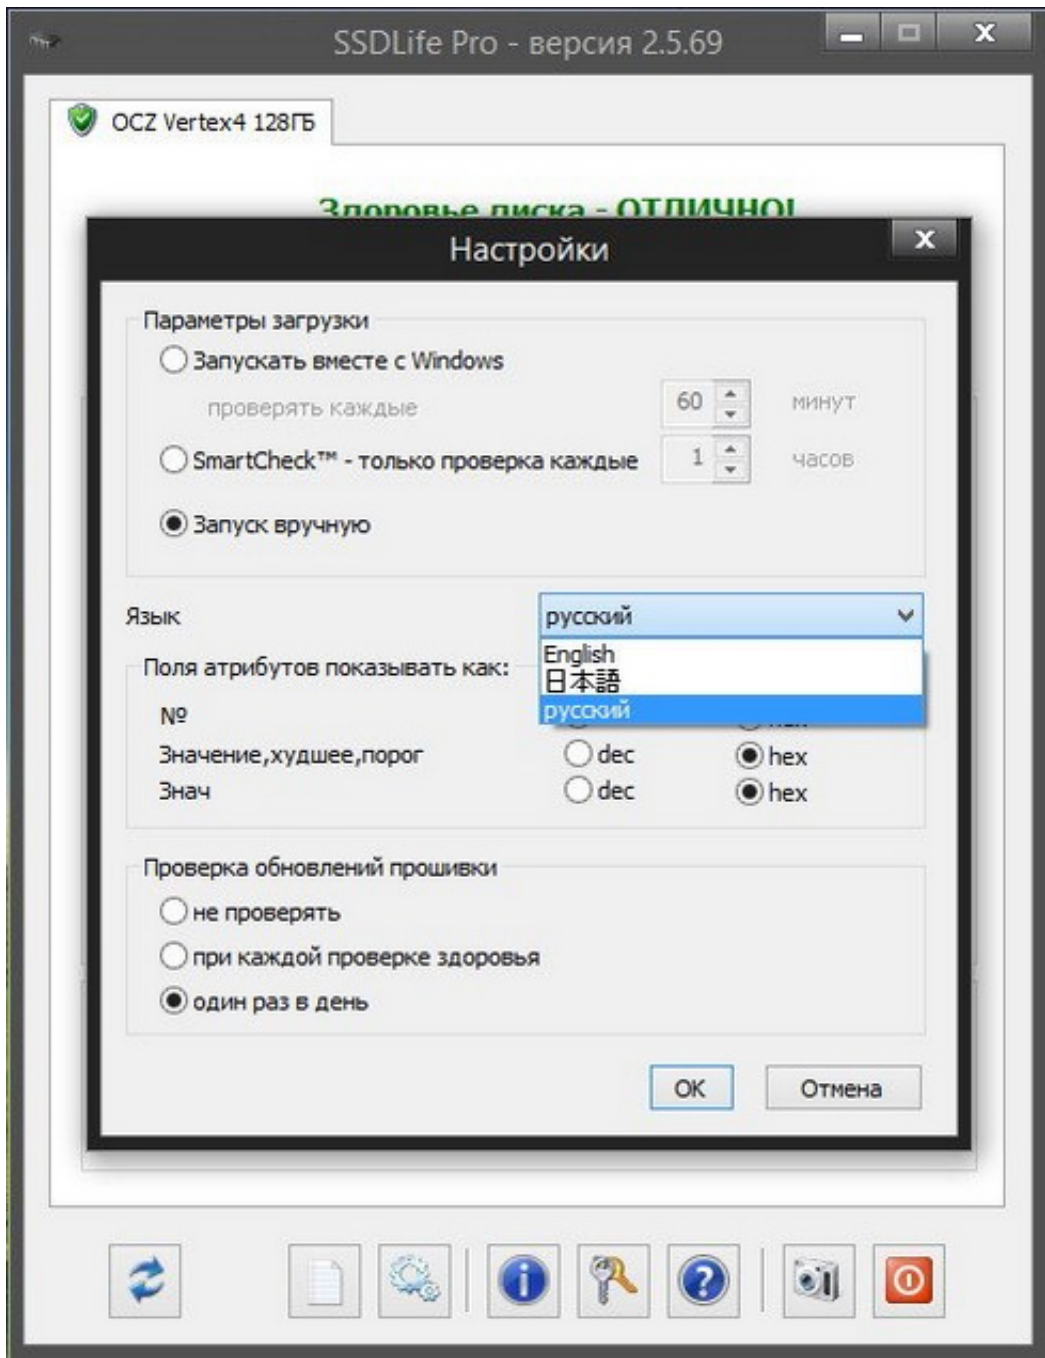 SSDLife Pro - версия 2.5.69
OCZ Vertex4 128ГБ
Здоровье диска - ОТЛИЧНО!
Настройки
Параметры загрузки
Запускать вместе с Windows
проверять каждые 60 минут
SmartCheck™ - только проверка каждые 1 часов
Запуск вручную
Язык русский
English
Поля атрибутов показывать как:
日本語
русский
№
Значение,худшее,порог dec hex
Знач dec hex
Проверка обновлений прошивки
не проверять
при каждой проверке здоровья
один раз в день
OK Отмена